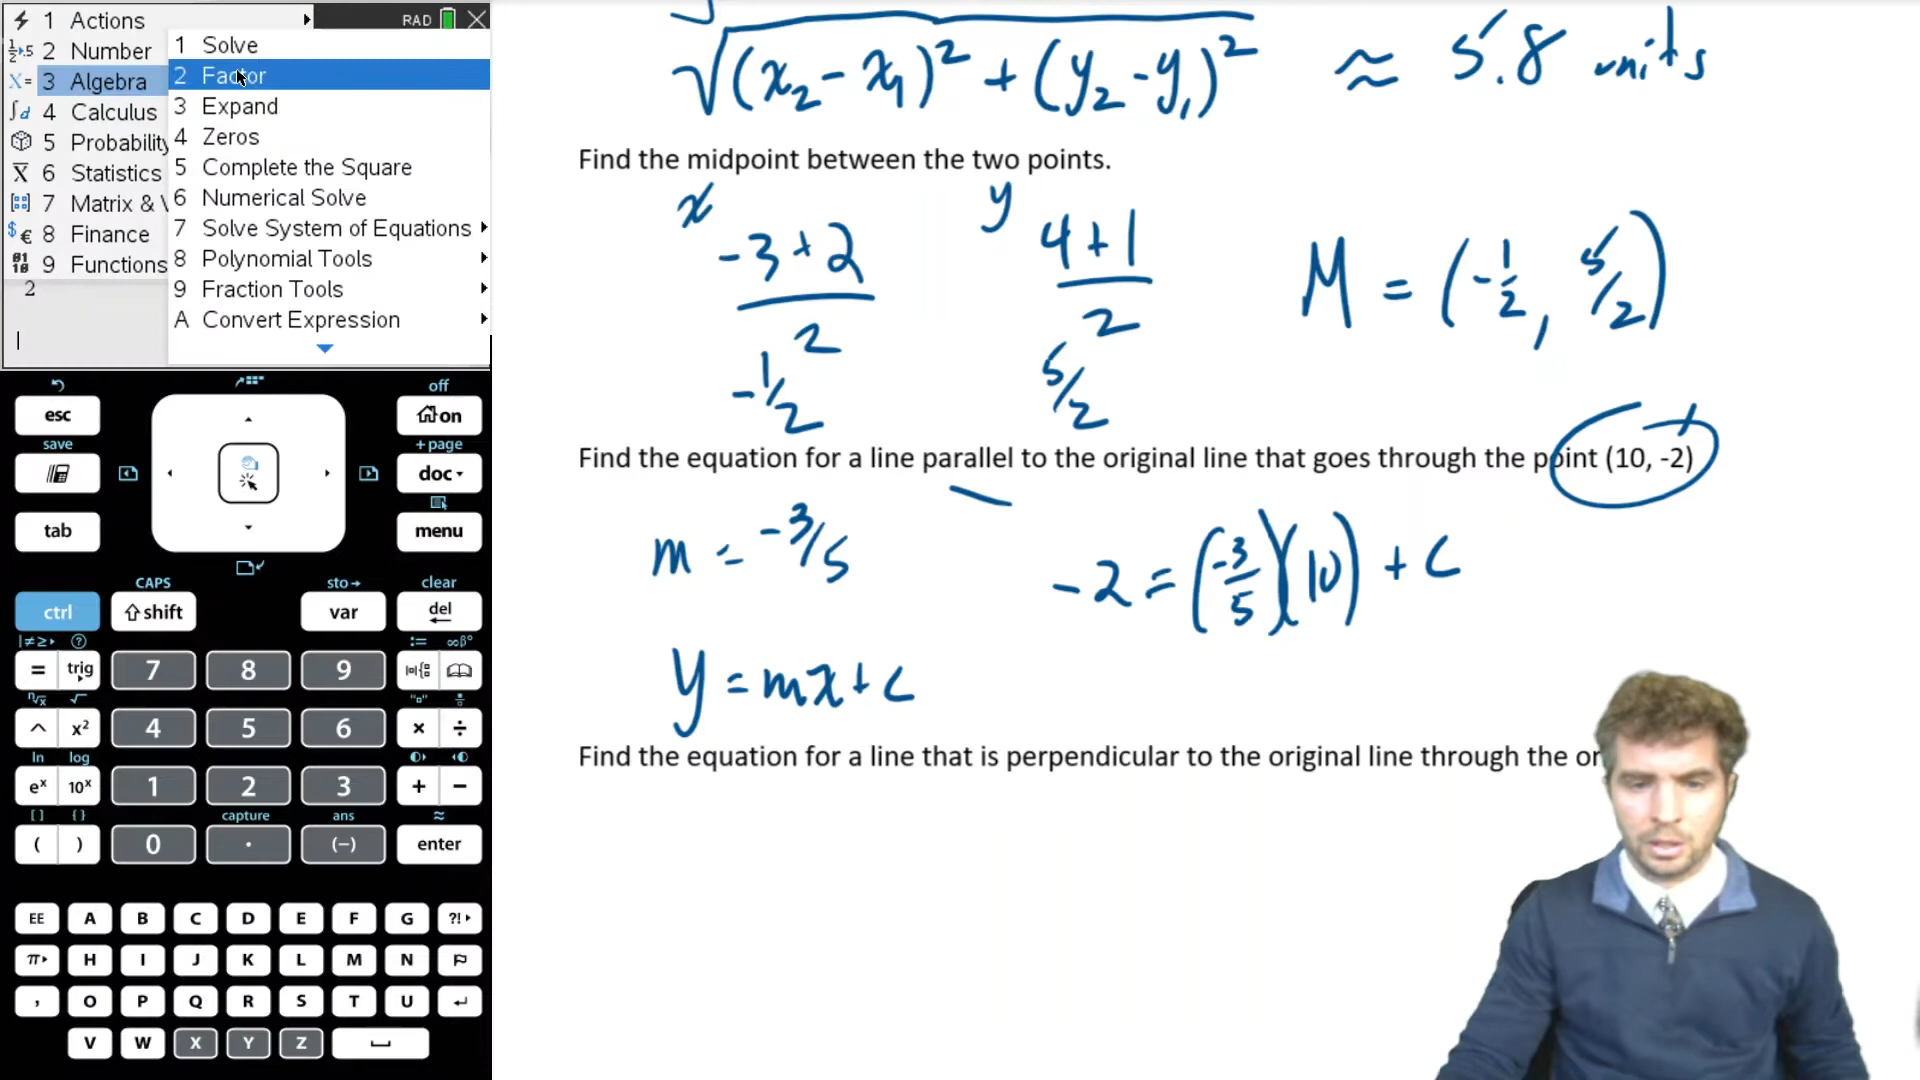 1 Actions
RAD
2 Number
3 Algebra
4 Calculus
5 Probability
6 Statistics
7 Matrix &
8 Finance
9 Functions
2
1 Solve
2 Factor
3 Expand
4 Zeros
5 Complete the Square
6 Numerical Solve
7 Solve System of Equations
8 Polynomial Tools
9 Fraction Tools
A Convert Expression
esc
off
on
save
+ page
doc
tab
menu
CAPS
sto→
clear
ctrl
⇧shift
var
del
|≠≥▸ ? := ∞β°
= trig 7 8 9
ⁿ√x √ "▫" ÷
^ x² 4 5 6 × ÷
ln log
eˣ 10ˣ 1 2 3 + −
[ ] { } capture ans ≈
( ) 0 . (−) enter
EE A B C D E F G ?!▸
π▸ H I J K L M N
, O P Q R S T U ↵
V W X Y Z
√(x₂ - x₁)² + (y₂ - y₁)² ≈ 5.8 units
Find the midpoint between the two points.
x y
-3+2/2 4+1/2 M = (-1/2, 5/2)
-1/2 5/2
Find the equation for a line parallel to the original line that goes through the point (10, -2)
m = -3/5 -2 = (-3/5)(10) + c
y = mx + c
Find the equation for a line that is perpendicular to the original line through the or